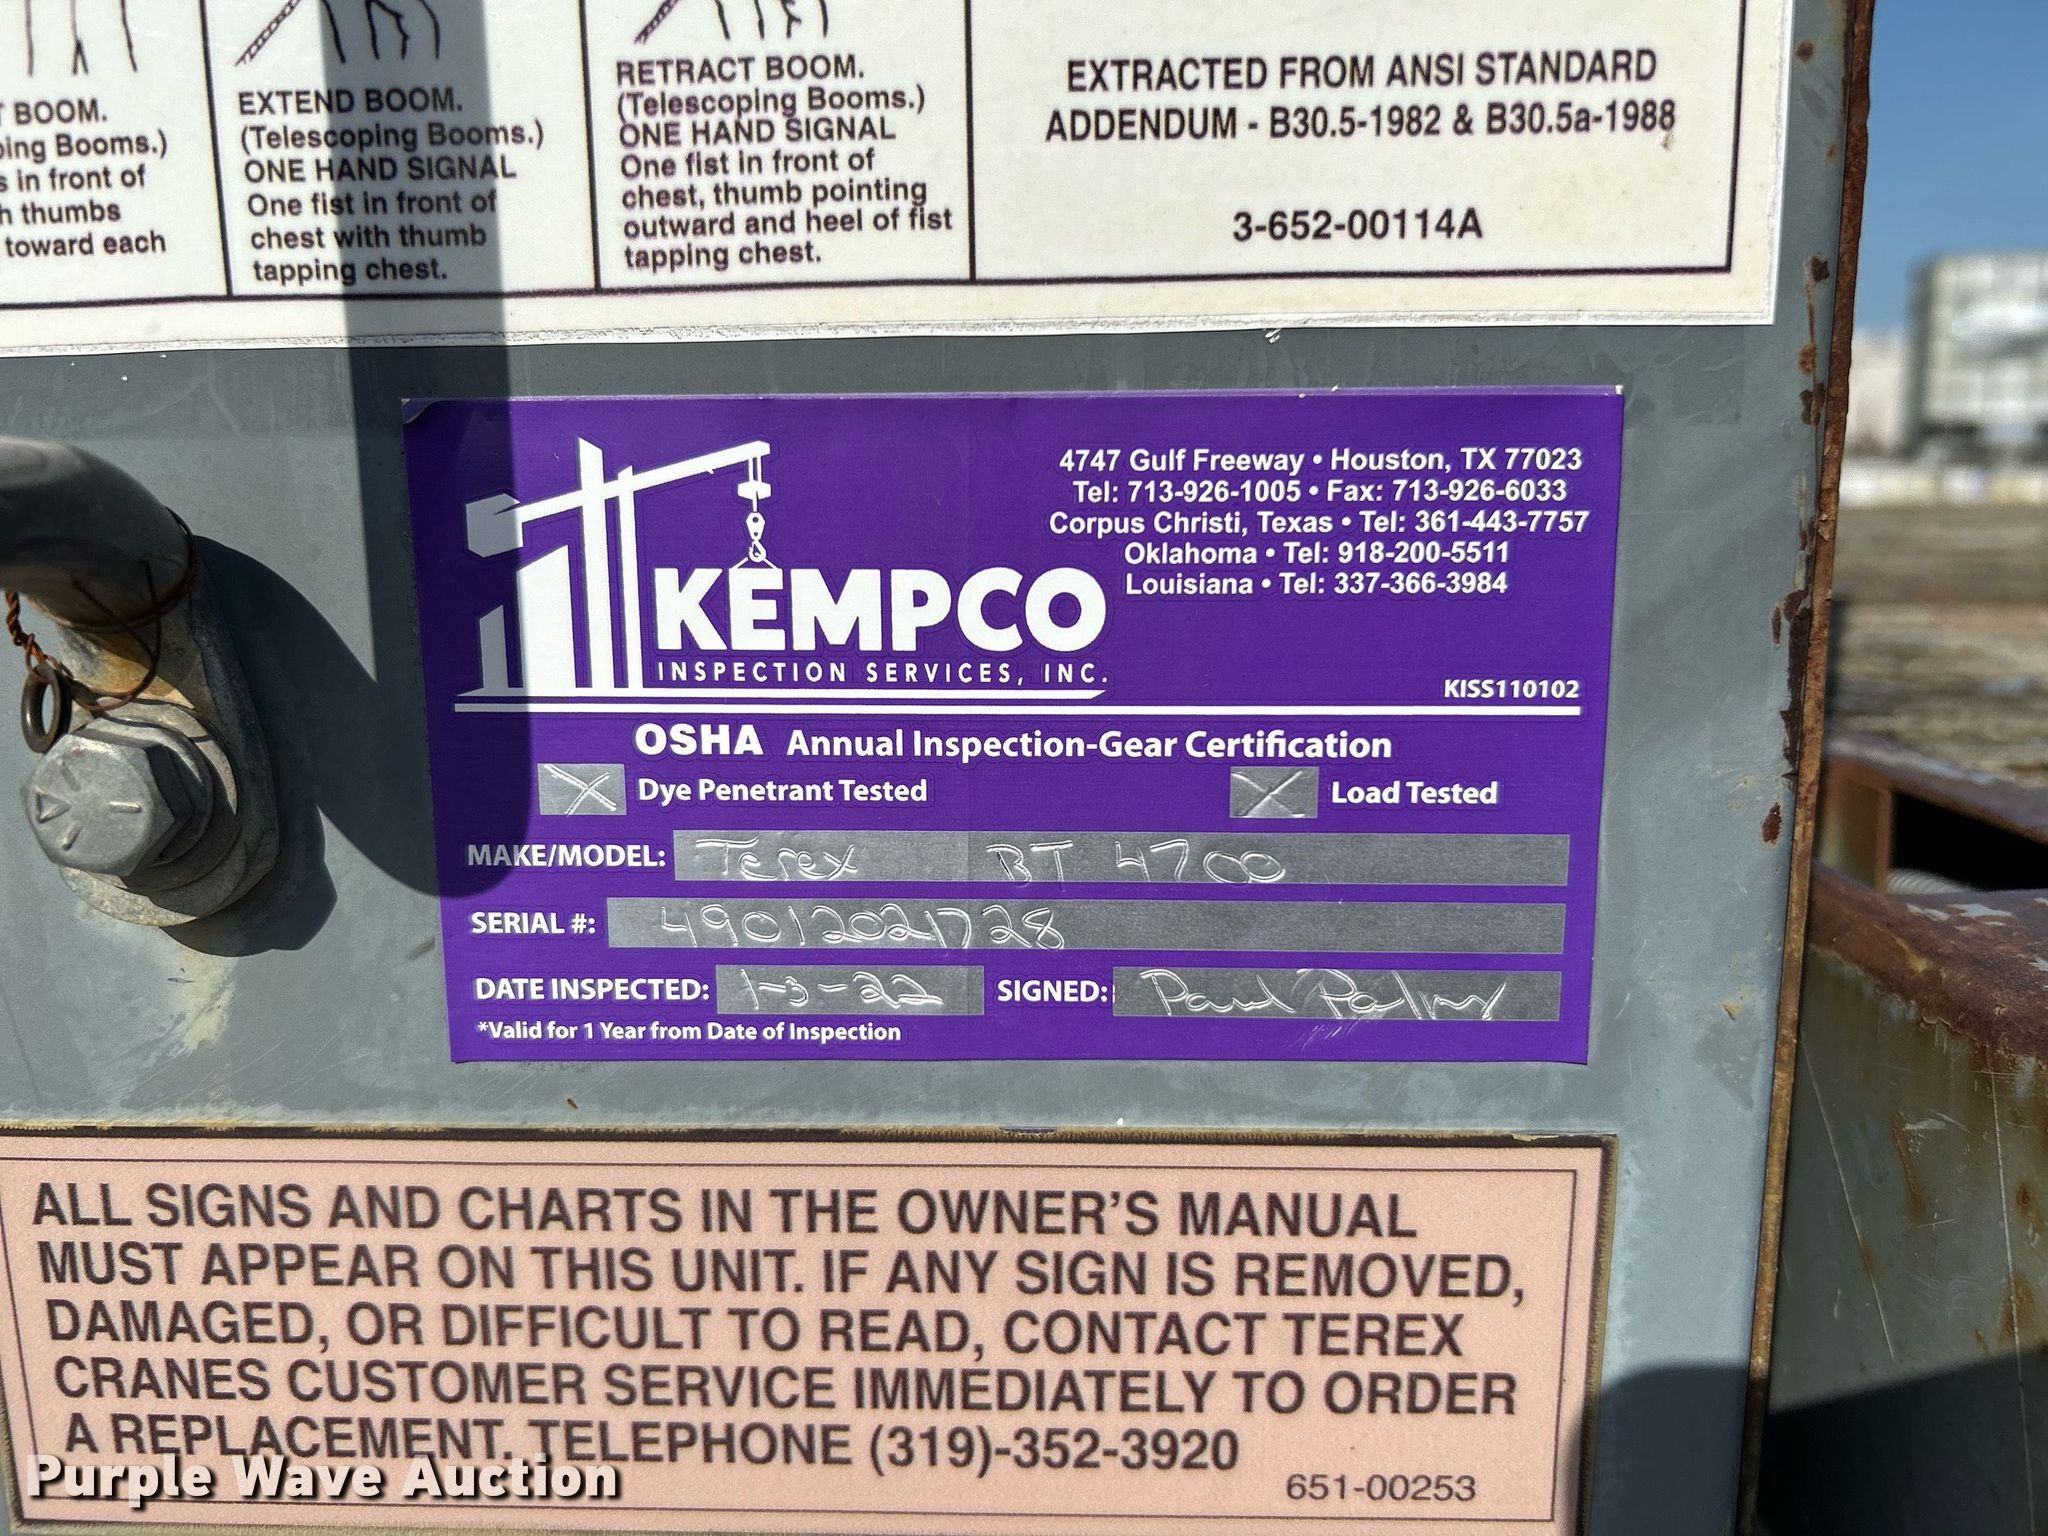 T BOOM.
ping Booms.)
s in front of
h thumbs
toward each
EXTEND BOOM.
(Telescoping Booms.)
ONE HAND SIGNAL
One fist in front of
chest with thumb
tapping chest.
RETRACT BOOM.
(Telescoping Booms.)
ONE HAND SIGNAL
One fist in front of
chest, thumb pointing
outward and heel of fist
tapping chest.
EXTRACTED FROM ANSI STANDARD
ADDENDUM - B30.5-1982 & B30.5a-1988
3-652-00114A
KEMPCO
INSPECTION SERVICES, INC.
4747 Gulf Freeway • Houston, TX 77023
Tel: 713-926-1005 • Fax: 713-926-6033
Corpus Christi, Texas • Tel: 361-443-7757
Oklahoma • Tel: 918-200-5511
Louisiana • Tel: 337-366-3984
KISS110102
OSHA Annual Inspection-Gear Certification
X Dye Penetrant Tested X Load Tested
MAKE/MODEL: Terex BT 4700
SERIAL #:
DATE INSPECTED: 1-3-22 SIGNED: Paul
*Valid for 1 Year from Date of Inspection
ALL SIGNS AND CHARTS IN THE OWNER'S MANUAL
MUST APPEAR ON THIS UNIT. IF ANY SIGN IS REMOVED,
DAMAGED, OR DIFFICULT TO READ, CONTACT TEREX
CRANES CUSTOMER SERVICE IMMEDIATELY TO ORDER
A REPLACEMENT. TELEPHONE (319)-352-3920
651-00253
Purple Wave Auction